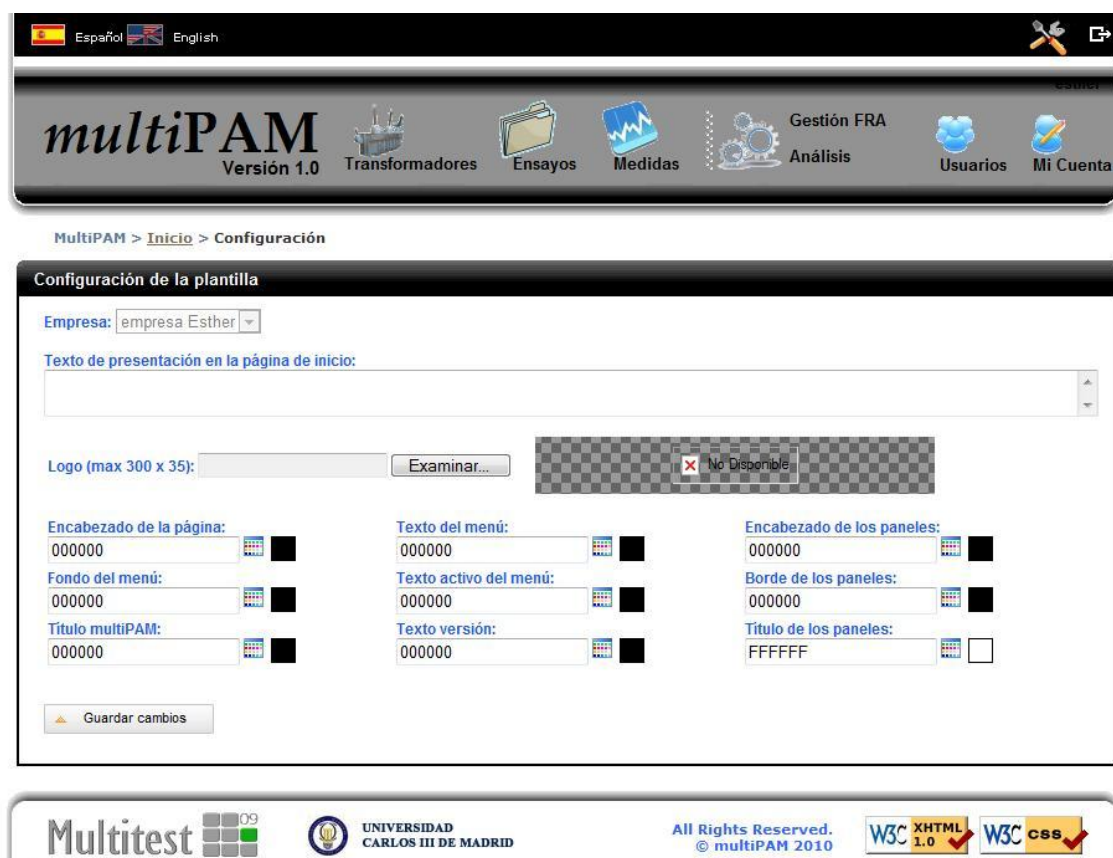 Español English
esther
multiPAM
Versión 1.0
Transformadores
Ensayos
Medidas
Gestión FRA
Análisis
Usuarios
Mi Cuenta
MultiPAM > Inicio > Configuración
Configuración de la plantilla
Empresa: empresa Esther
Texto de presentación en la página de inicio:
Logo (max 300 x 35): Examinar... No Disponible
Encabezado de la página: Texto del menú: Encabezado de los paneles:
000000 000000 000000
Fondo del menú: Texto activo del menú: Borde de los paneles:
000000 000000 000000
Título multiPAM: Texto versión: Título de los paneles:
000000 000000 FFFFFF
Guardar cambios
Multitest 09
UNIVERSIDAD
CARLOS III DE MADRID
All Rights Reserved.
© multiPAM 2010
W3C XHTML 1.0
W3C css